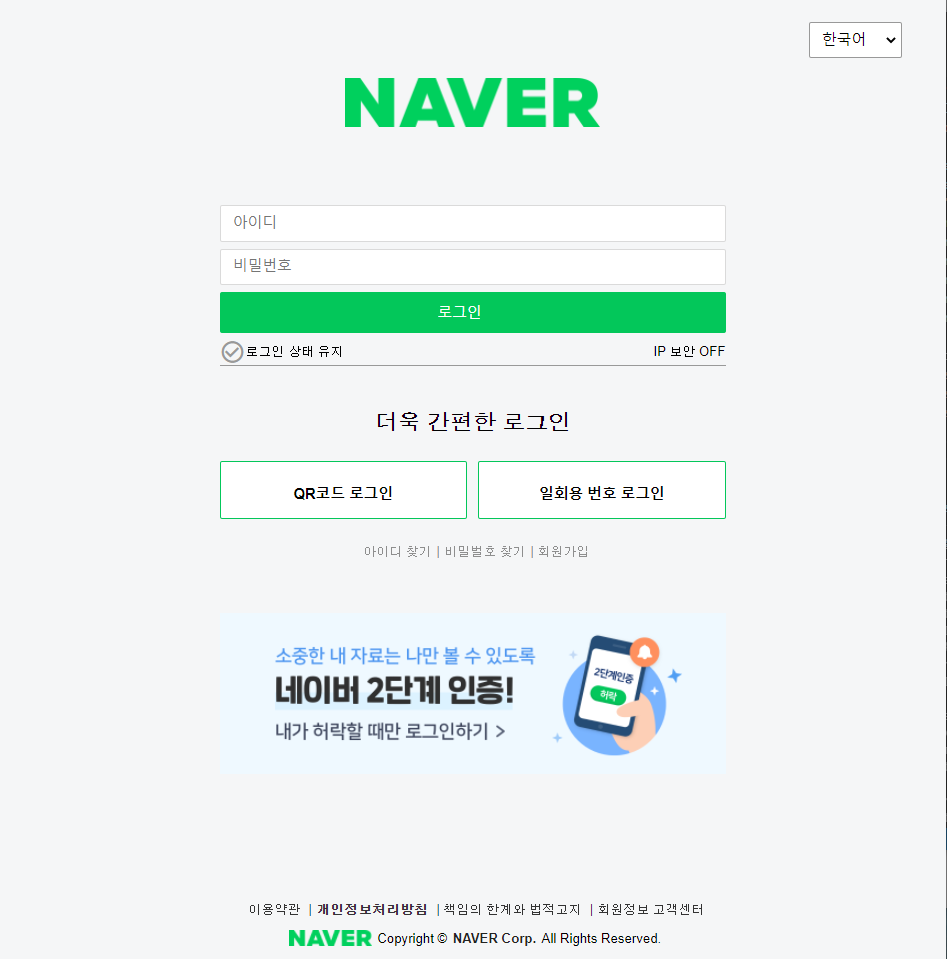 한국어
NAVER
아이디
비밀번호
로그인
로그인 상태 유지 IP 보안 OFF
더욱 간편한 로그인
QR코드 로그인 일회용 번호 로그인
아이디 찾기 | 비밀벌호 찾기 | 회원가입
소중한 내 자료는 나만 볼 수 있도록
네이버 2단계 인증!
내가 허락할 때만 로그인하기 >
2단계인증
허락
이용약관 | 개인정보처리방침 | 책임의 한계와 법적고지 | 회원정보 고객센터
NAVER Copyright © NAVER Corp. All Rights Reserved.